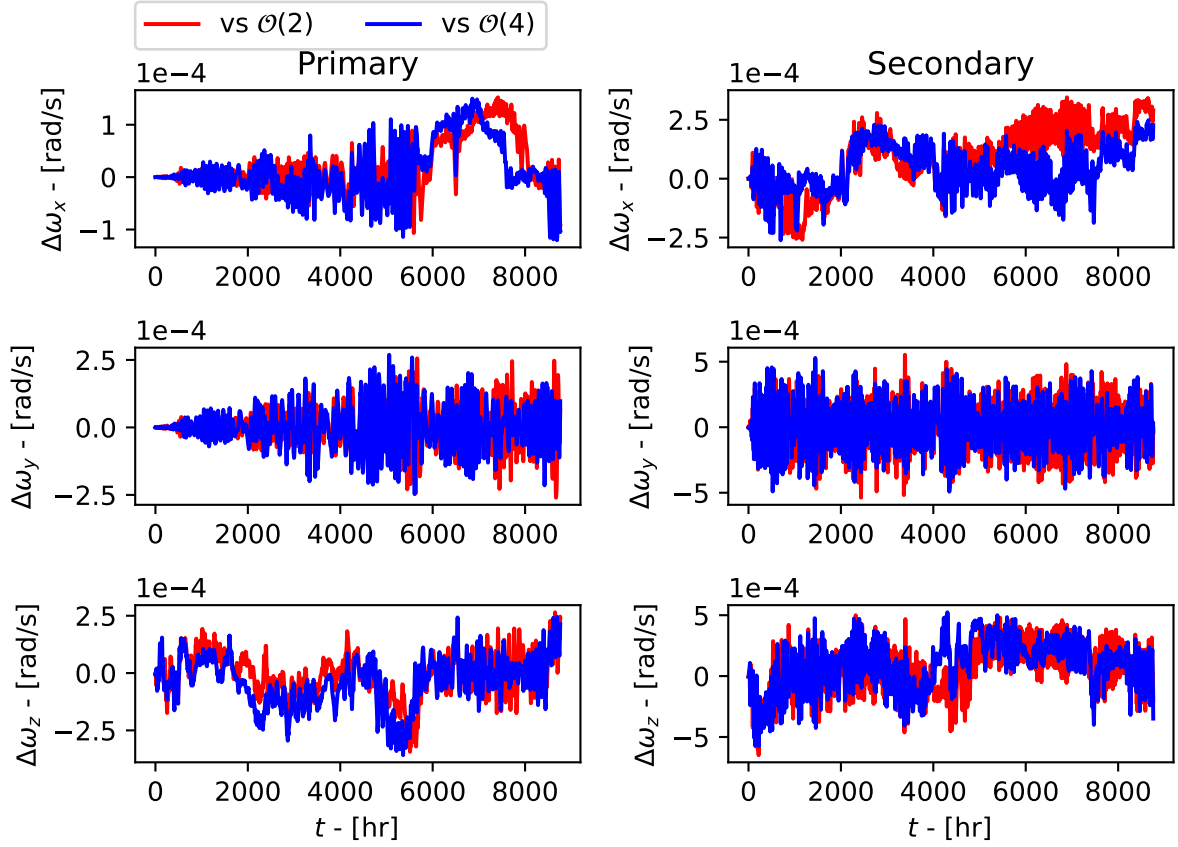 vs 𝒪(2) vs 𝒪(4)
Primary
1e−4
Δω_x - [rad/s]
1
0
−1
0 2000 4000 6000 8000
Secondary
1e−4
Δω_x - [rad/s]
2.5
0.0
−2.5
0 2000 4000 6000 8000
1e−4
Δω_y - [rad/s]
2.5
0.0
−2.5
0 2000 4000 6000 8000
1e−4
Δω_y - [rad/s]
5
0
−5
0 2000 4000 6000 8000
1e−4
Δω_z - [rad/s]
2.5
0.0
−2.5
0 2000 4000 6000 8000
t - [hr]
1e−4
Δω_z - [rad/s]
5
0
−5
0 2000 4000 6000 8000
t - [hr]